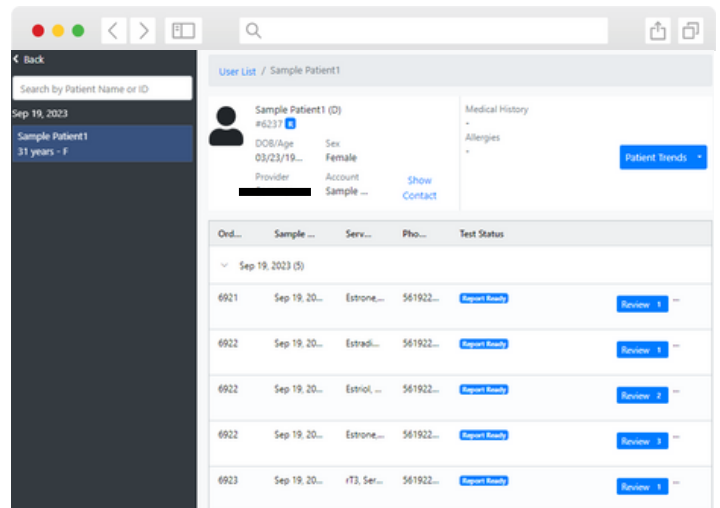 Back
Search by Patient Name or ID
Sep 19, 2023
Sample Patient1
31 years - F
User List / Sample Patient1
Sample Patient1 (D)
#6237 R
DOB/Age Sex
03/23/19... Female
Provider Account
Sample ...
Show
Contact
Medical History
-
Allergies
-
Patient Trends
Ord... Sample ... Serv... Pho... Test Status
Sep 19, 2023 (5)
6921 Sep 19, 20... Estrone,... 561922... Report Ready Review 1 ...
6922 Sep 19, 20... Estradi... 561922... Report Ready Review 1 ...
6922 Sep 19, 20... Estriol, ... 561922... Report Ready Review 2 ...
6922 Sep 19, 20... Estrone,... 561922... Report Ready Review 3 ...
6923 Sep 19, 20... rT3, Ser... 561922... Report Ready Review 1 ...